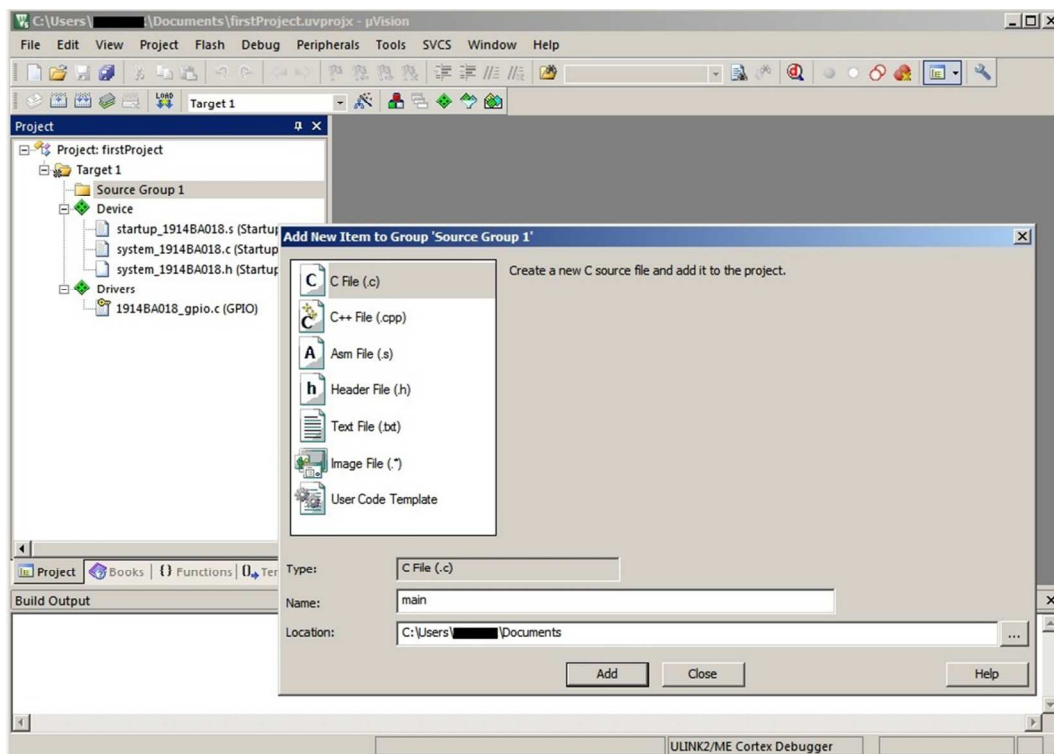 C:\Users\ \Documents\firstProject.uvprojx - µVision
File Edit View Project Flash Debug Peripherals Tools SVCS Window Help
LOAD Target 1
Project
Project: firstProject
Target 1
Source Group 1
Device
startup_1914BA018.s (Startup
system_1914BA018.c (Startup
system_1914BA018.h (Startup
Drivers
1914BA018_gpio.c (GPIO)
Project Books {} Functions 0 Ter
Build Output
Add New Item to Group 'Source Group 1'
C C File (.c)
C C++ File (.cpp)
A Asm File (.s)
h Header File (.h)
Text File (.txt)
Image File (.*)
User Code Template
Create a new C source file and add it to the project.
Type: C File (.c)
Name: main
Location: C:\Users\ \Documents ...
Add Close Help
ULINK2/ME Cortex Debugger